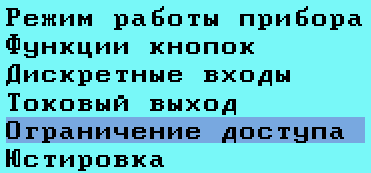 Режим работы прибора
Функции кнопок
Дискретные входы
Токовый выход
Ограничение доступа
Юстировка